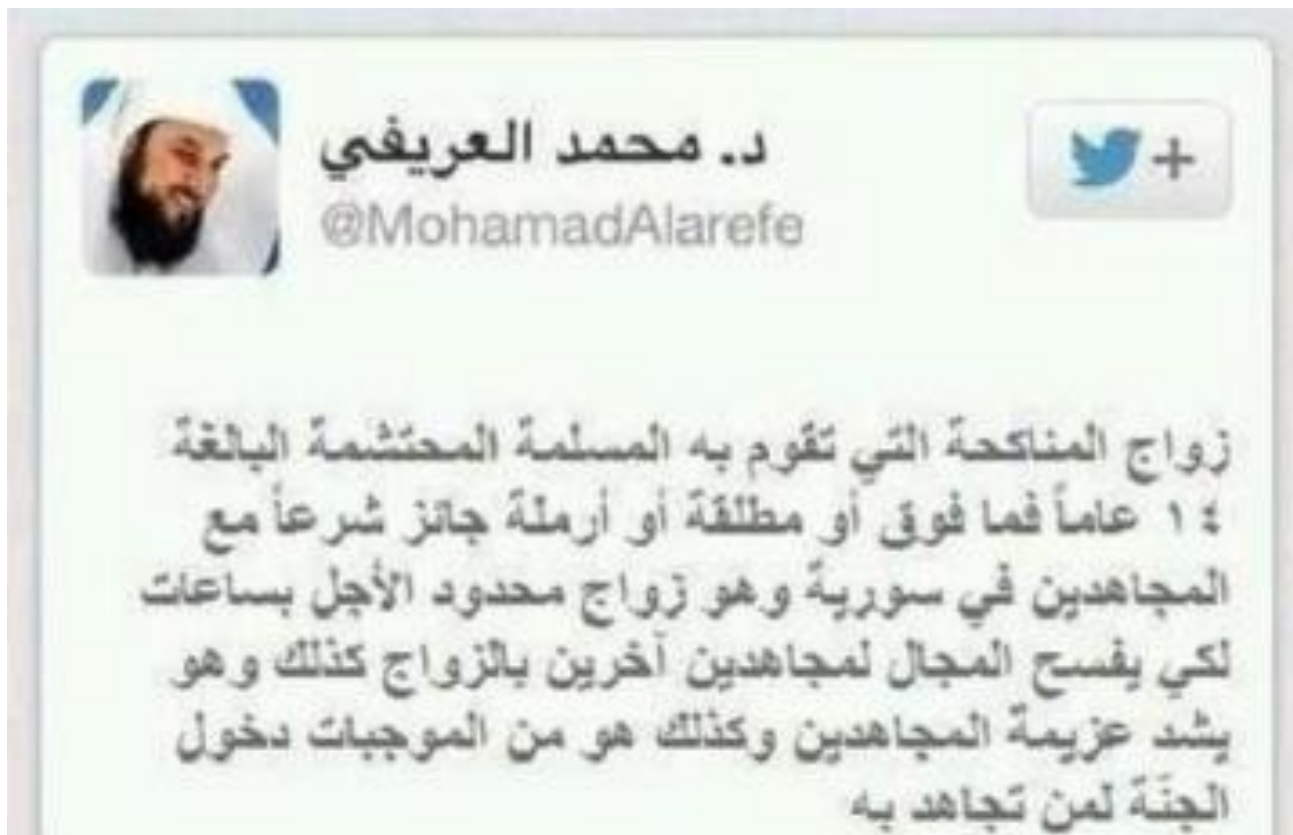 د. محمد العريفي
@MohamadAlarefe
زواج المناكحة التي تقوم به المسلمة المحتشمة البالغة
١٤ عاماً فما فوق أو مطلقة أو أرملة جائز شرعاً مع
المجاهدين في سورية وهو زواج محدود الأجل بساعات
لكي يفسح المجال لمجاهدين آخرين بالزواج كذلك وهو
يشد عزيمة المجاهدين وكذلك هو من الموجبات دخول
الجنّة لمن تجاهد به